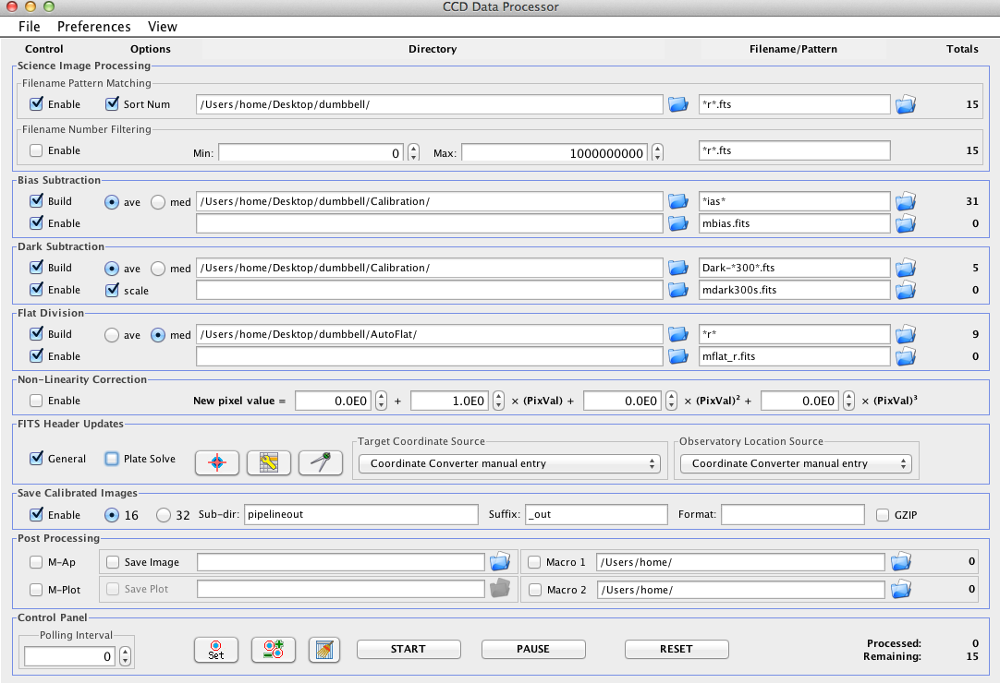 CCD Data Processor
File Preferences View
Control Options Directory Filename/Pattern Totals
Science Image Processing
Filename Pattern Matching
Enable Sort Num /Users/home/Desktop/dumbbell/ *r*.fts 15
Filename Number Filtering
Enable Min: 0 Max: 1000000000 *r*.fts 15
Bias Subtraction
Build ave med /Users/home/Desktop/dumbbell/Calibration/ *ias* 31
Enable mbias.fits 0
Dark Subtraction
Build ave med /Users/home/Desktop/dumbbell/Calibration/ Dark-*300*.fts 5
Enable scale mdark300s.fits 0
Flat Division
Build ave med /Users/home/Desktop/dumbbell/AutoFlat/ *r* 9
Enable mflat_r.fits 0
Non-Linearity Correction
Enable New pixel value = 0.0E0 + 1.0E0 × (PixVal) + 0.0E0 × (PixVal)² + 0.0E0 × (PixVal)³
FITS Header Updates
Target Coordinate Source Observatory Location Source
General Plate Solve Coordinate Converter manual entry Coordinate Converter manual entry
Save Calibrated Images
Enable 16 32 Sub-dir: pipelineout Suffix: _out Format: GZIP
Post Processing
M-Ap Save Image Macro 1 /Users/home/ 0
M-Plot Save Plot Macro 2 /Users/home/ 0
Control Panel
Polling Interval
0 Set START PAUSE RESET
Processed: 0
Remaining: 15